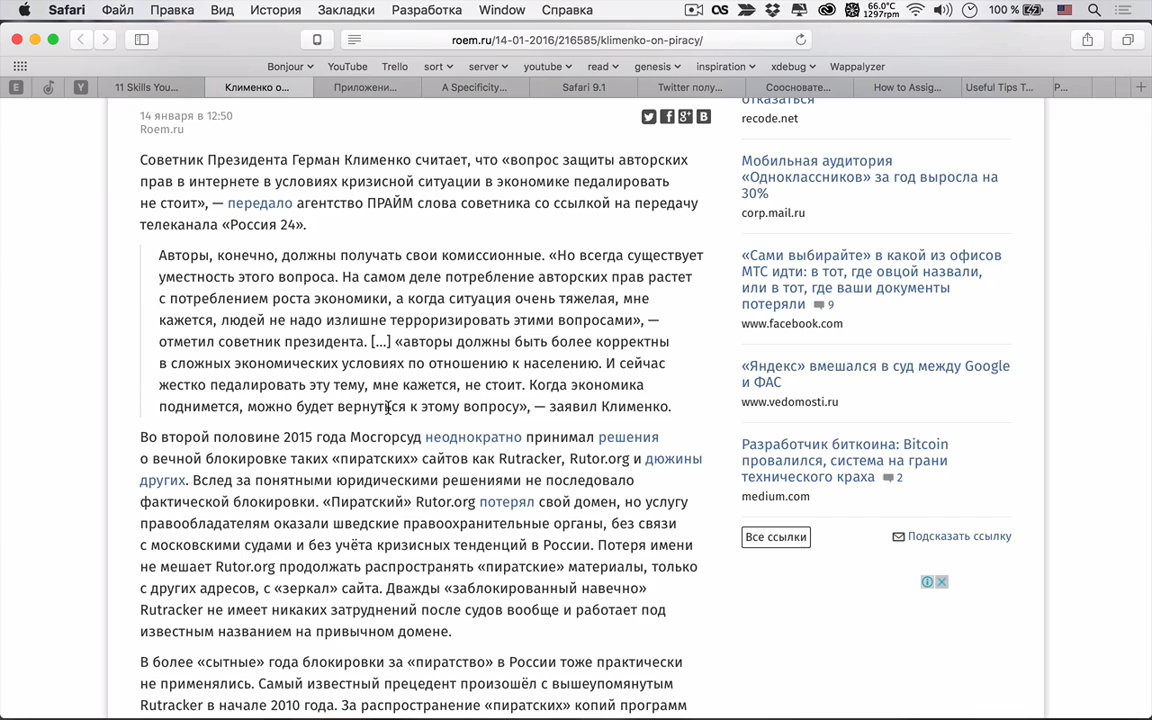 Safari Файл Правка Вид История Закладки Разработка Window Справка
66.0°C
1297rpm
100 %
roem.ru/14-01-2016/216585/klimenko-on-piracy/
Bonjour YouTube Trello sort server youtube read genesis inspiration xdebug Wappalyzer
E Y 11 Skills You... Клименко о... Приложени... A Specificity... Safari 9.1 Twitter полу... Соосновате... How to Assig... Useful Tips T... P...
14 января в 12:50
Roem.ru
Советник Президента Герман Клименко считает, что «вопрос защиты авторских
прав в интернете в условиях кризисной ситуации в экономике педалировать
не стоит», — передало агентство ПРАЙМ слова советника со ссылкой на передачу
телеканала «Россия 24».
Авторы, конечно, должны получать свои комиссионные. «Но всегда существует
уместность этого вопроса. На самом деле потребление авторских прав растет
с потреблением роста экономики, а когда ситуация очень тяжелая, мне
кажется, людей не надо излишне терроризировать этими вопросами», —
отметил советник президента. [...] «авторы должны быть более корректны
в сложных экономических условиях по отношению к населению. И сейчас
жестко педалировать эту тему, мне кажется, не стоит. Когда экономика
поднимется, можно будет вернуться к этому вопросу», — заявил Клименко.
Во второй половине 2015 года Мосгорсуд неоднократно принимал решения
о вечной блокировке таких «пиратских» сайтов как Rutracker, Rutor.org и дюжины
других. Вслед за понятными юридическими решениями не последовало
фактической блокировки. «Пиратский» Rutor.org потерял свой домен, но услугу
правообладателям оказали шведские правоохранительные органы, без связи
с московскими судами и без учёта кризисных тенденций в России. Потеря имени
не мешает Rutor.org продолжать распространять «пиратские» материалы, только
с других адресов, с «зеркал» сайта. Дважды «заблокированный навечно»
Rutracker не имеет никаких затруднений после судов вообще и работает под
известным названием на привычном домене.
В более «сытные» года блокировки за «пиратство» в России тоже практически
не применялись. Самый известный прецедент произошёл с вышеупомянутым
Rutracker в начале 2010 года. За распространение «пиратских» копий программ
отказаться
recode.net
Мобильная аудитория
«Одноклассников» за год выросла на
30%
corp.mail.ru
«Сами выбирайте» в какой из офисов
МТС идти: в тот, где овцой назвали,
или в тот, где ваши документы
потеряли 9
www.facebook.com
«Яндекс» вмешался в суд между Google
и ФАС
www.vedomosti.ru
Разработчик биткоина: Bitcoin
провалился, система на грани
технического краха 2
medium.com
Все ссылки Подсказать ссылку